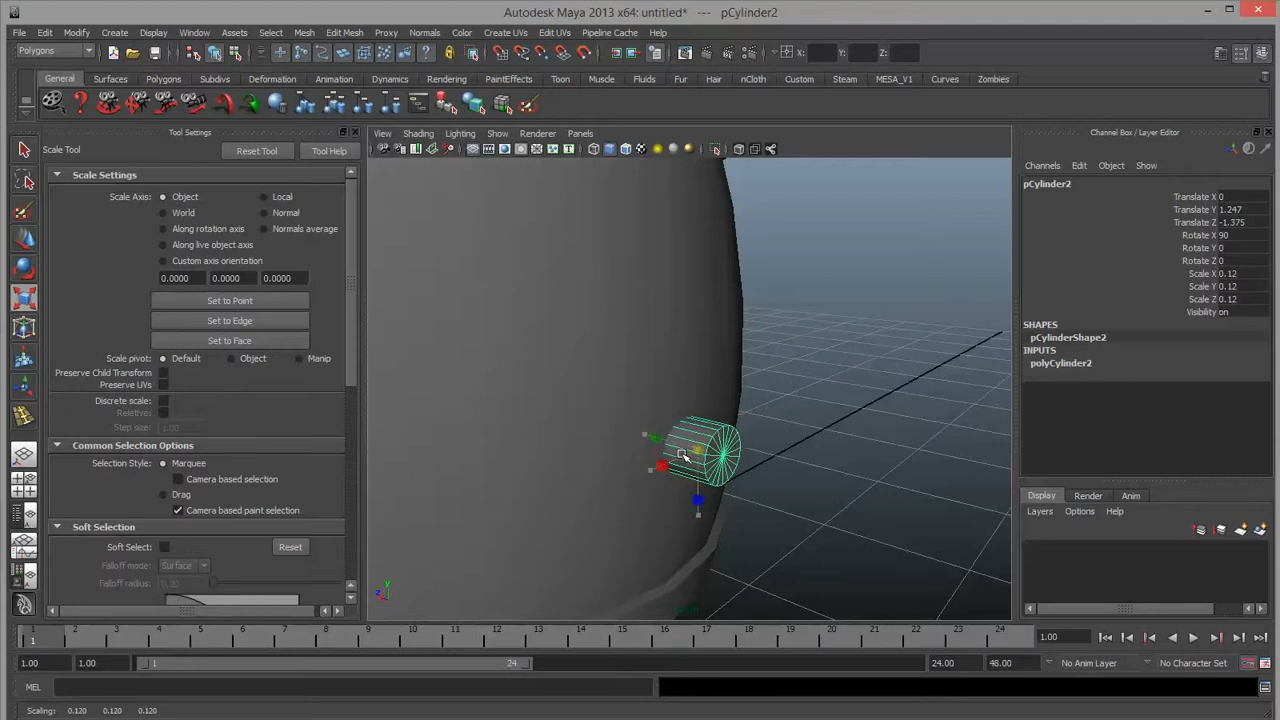 Autodesk Maya 2013 x64: untitled* --- pCylinder2
File Edit Modify Create Display Window Assets Select Mesh Edit Mesh Proxy Normals Color Create UVs Edit UVs Pipeline Cache Help
Polygons X: Y: Z:
General Surfaces Polygons Subdivs Deformation Animation Dynamics Rendering PaintEffects Toon Muscle Fluids Fur Hair nCloth Custom Steam MESA_V1 Curves Zombies
Tool Settings
Scale Tool Reset Tool Tool Help
Scale Settings
Scale Axis: Object Local
World Normal
Along rotation axis Normals average
Along live object axis
Custom axis orientation
0.0000 0.0000 0.0000
Set to Point
Set to Edge
Set to Face
Scale pivot: Default Object Manip
Preserve Child Transform
Preserve UVs
Discrete scale:
Relative:
Step size: 1.00
Common Selection Options
Selection Style: Marquee
Camera based selection
Drag
Camera based paint selection
Soft Selection
Soft Select: Reset
Falloff mode: Surface
Falloff radius: 0.20
View Shading Lighting Show Renderer Panels
y
z
Channel Box / Layer Editor
Channels Edit Object Show
pCylinder2
Translate X 0
Translate Y 1.247
Translate Z -1.375
Rotate X 90
Rotate Y 0
Rotate Z 0
Scale X 0.12
Scale Y 0.12
Scale Z 0.12
Visibility on
SHAPES
pCylinderShape2
INPUTS
polyCylinder2
Display Render Anim
Layers Options Help
1 2 3 4 5 6 7 8 9 10 11 12 13 14 15 16 17 18 19 20 21 22 23 24
1 1.00
1.00 1.00 1 24 24.00 48.00 No Anim Layer No Character Set
MEL
Scaling: 0.120 0.120 0.120